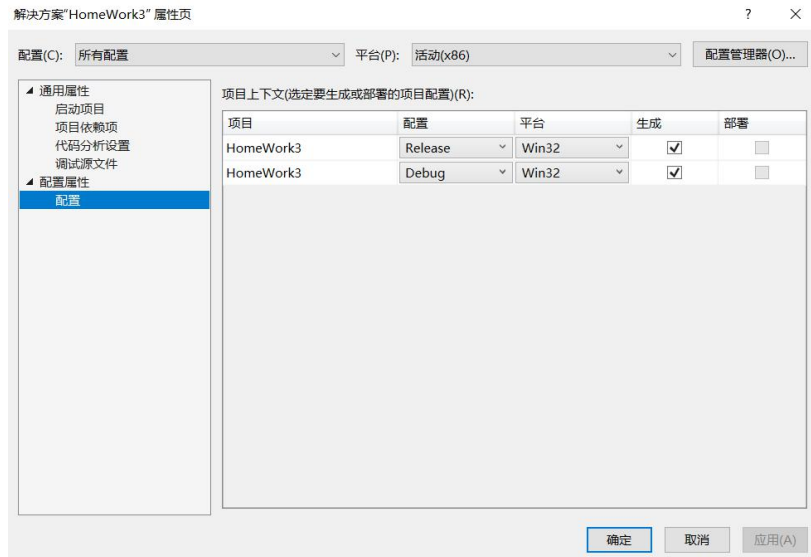 解决方案"HomeWork3" 属性页 ? ×
配置(C): 所有配置 平台(P): 活动(x86) 配置管理器(O)...
通用属性
启动项目
项目依赖项
代码分析设置
调试源文件
配置属性
配置
项目上下文(选定要生成或部署的项目配置)(R):
项目 配置 平台 生成 部署
HomeWork3 Release Win32
HomeWork3 Debug Win32
确定 取消 应用(A)